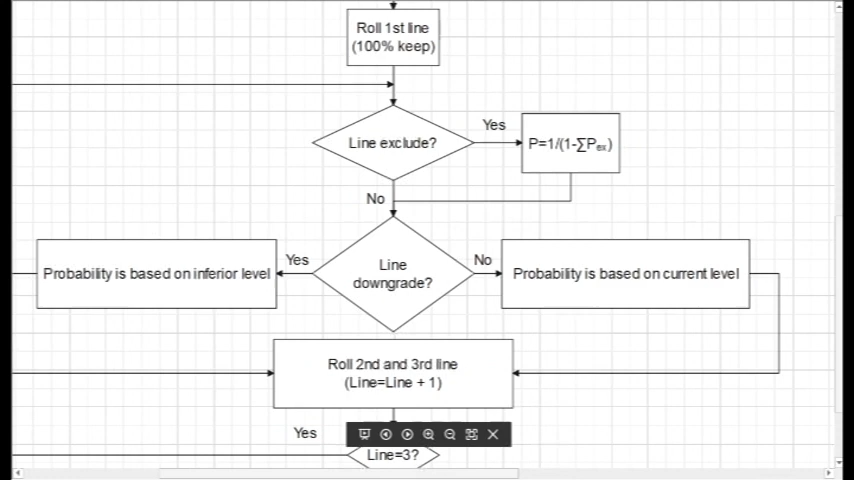 Roll 1st line
(100% keep)
Line exclude?
Yes
P=1/(1-∑Pₑₓ)
No
Probability is based on inferior level
Yes
Line
downgrade?
No
Probability is based on current level
Roll 2nd and 3rd line
(Line=Line + 1)
Yes
Line=3?